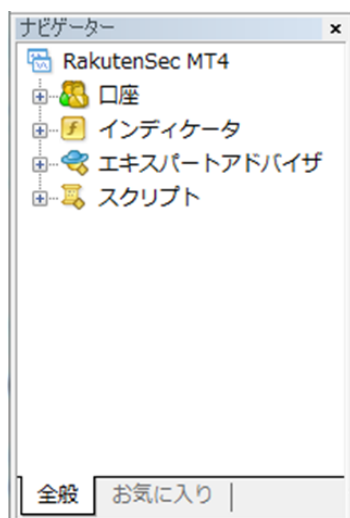 ナビゲーター
RakutenSec MT4
口座
インディケータ
エキスパートアドバイザ
スクリプト
全般 お気に入り